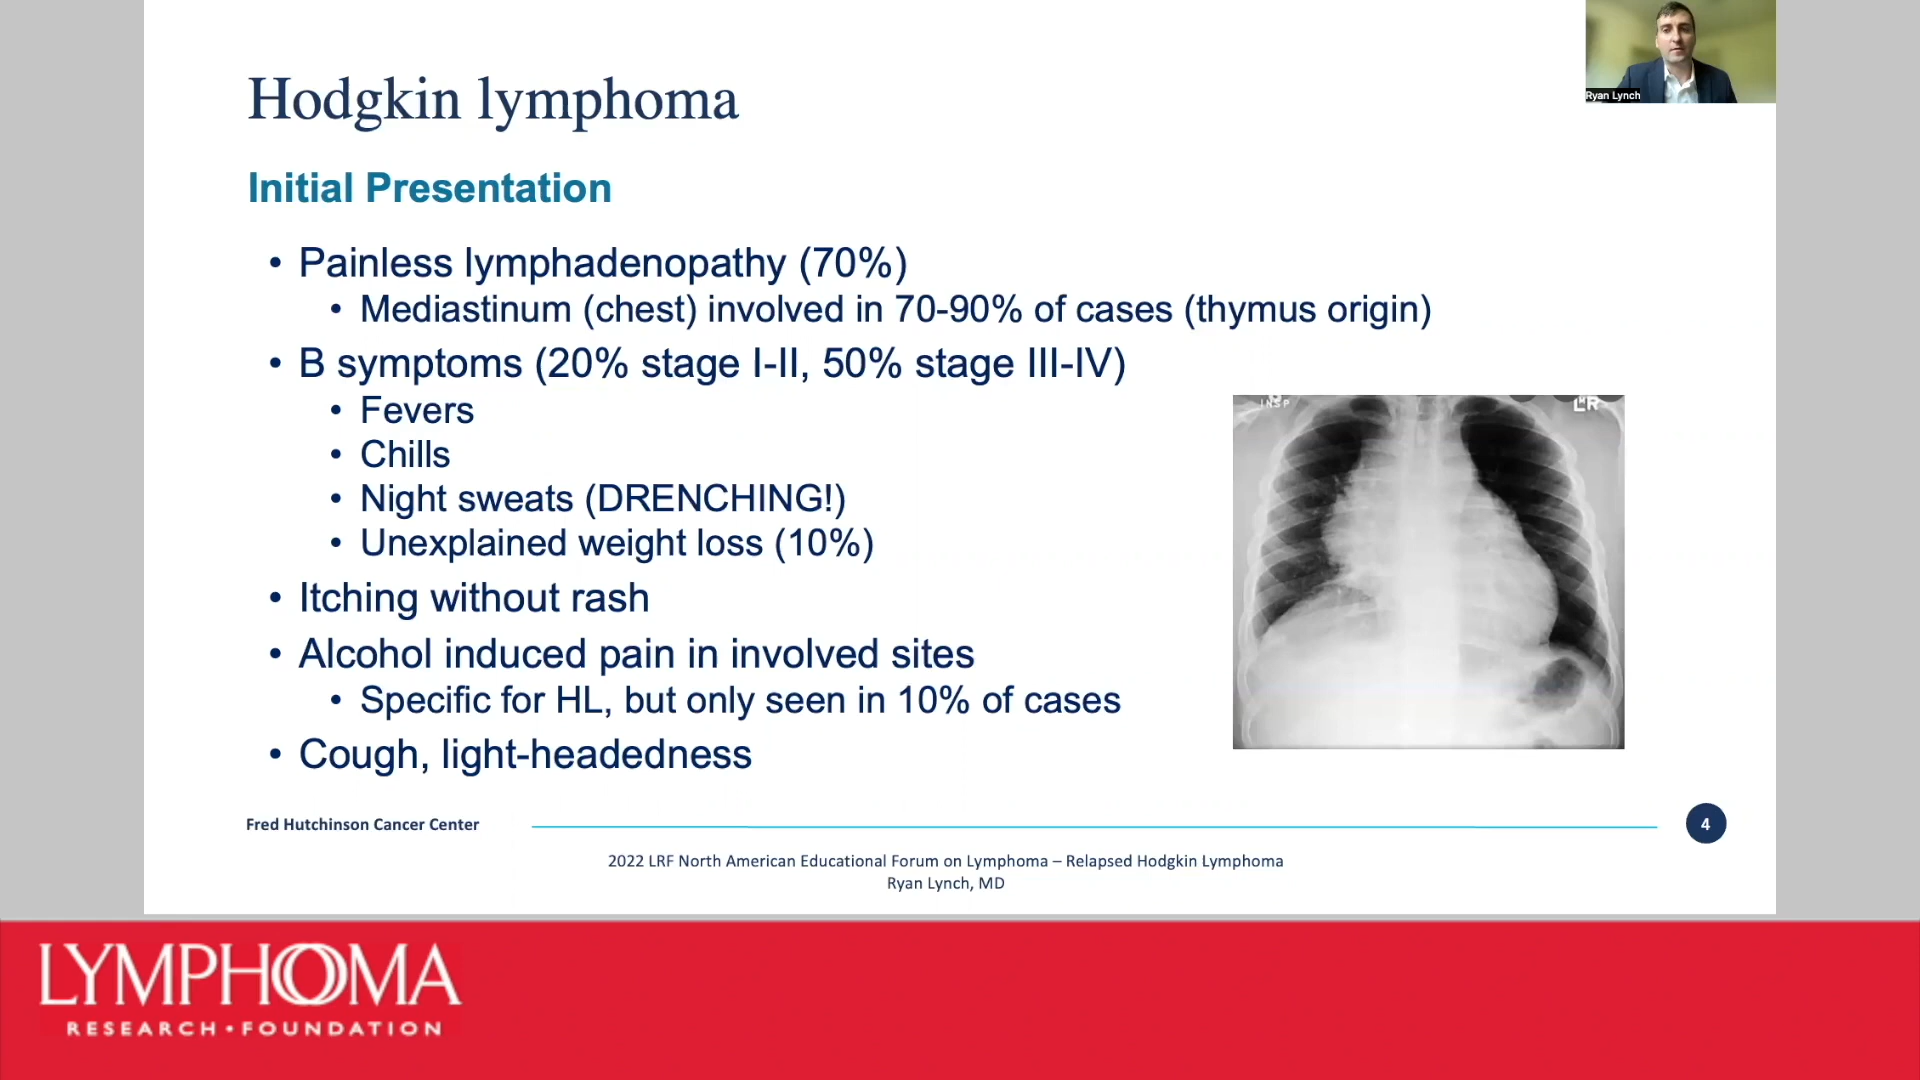 Hodgkin lymphoma
Ryan Lynch
Initial Presentation
• Painless lymphadenopathy (70%)
• Mediastinum (chest) involved in 70-90% of cases (thymus origin)
• B symptoms (20% stage I-II, 50% stage III-IV)
• Fevers
• Chills
• Night sweats (DRENCHING!)
• Unexplained weight loss (10%)
• Itching without rash
• Alcohol induced pain in involved sites
• Specific for HL, but only seen in 10% of cases
• Cough, light-headedness
INSP
Fred Hutchinson Cancer Center
4
2022 LRF North American Educational Forum on Lymphoma – Relapsed Hodgkin Lymphoma
Ryan Lynch, MD
LYMPHOMA
RESEARCH • FOUNDATION